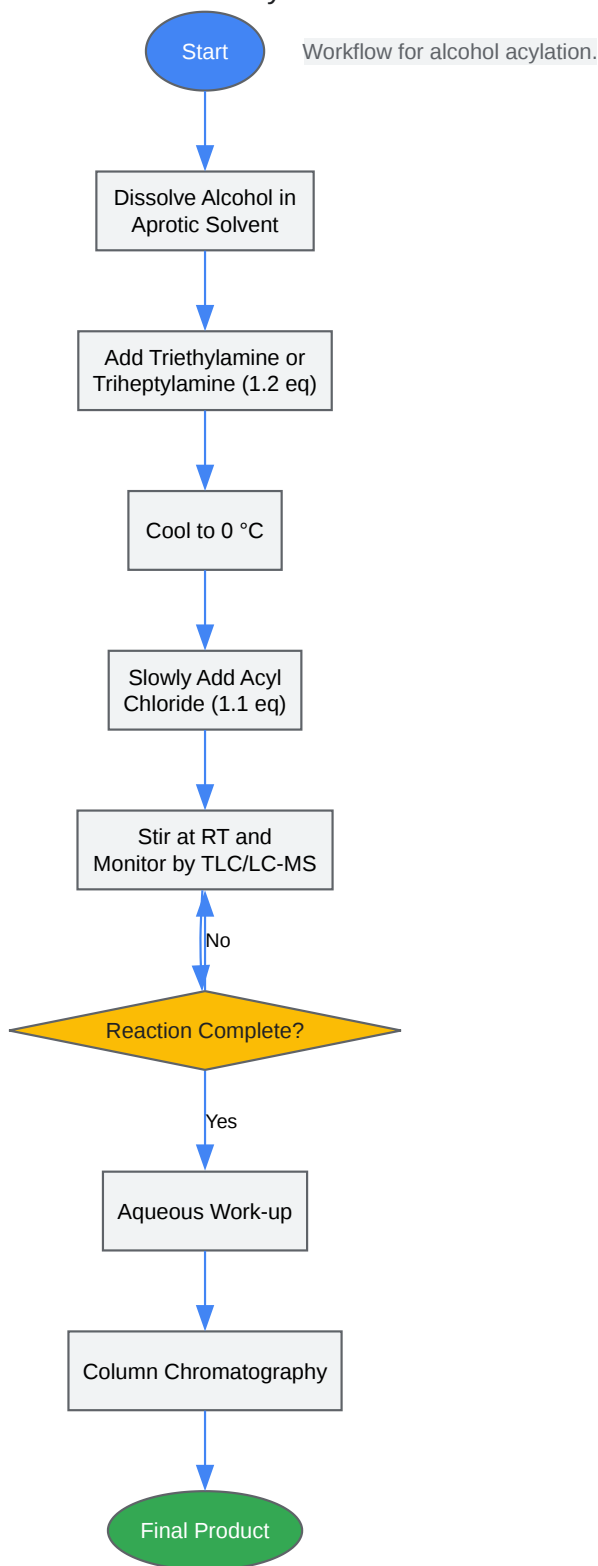 Start
Workflow for alcohol acylation.
Dissolve Alcohol in
Aprotic Solvent
Add Triethylamine or
Triheptylamine (1.2 eq)
Cool to 0 °C
Slowly Add Acyl
Chloride (1.1 eq)
Stir at RT and
Monitor by TLC/LC-MS
No
Reaction Complete?
Yes
Aqueous Work-up
Column Chromatography
Final Product